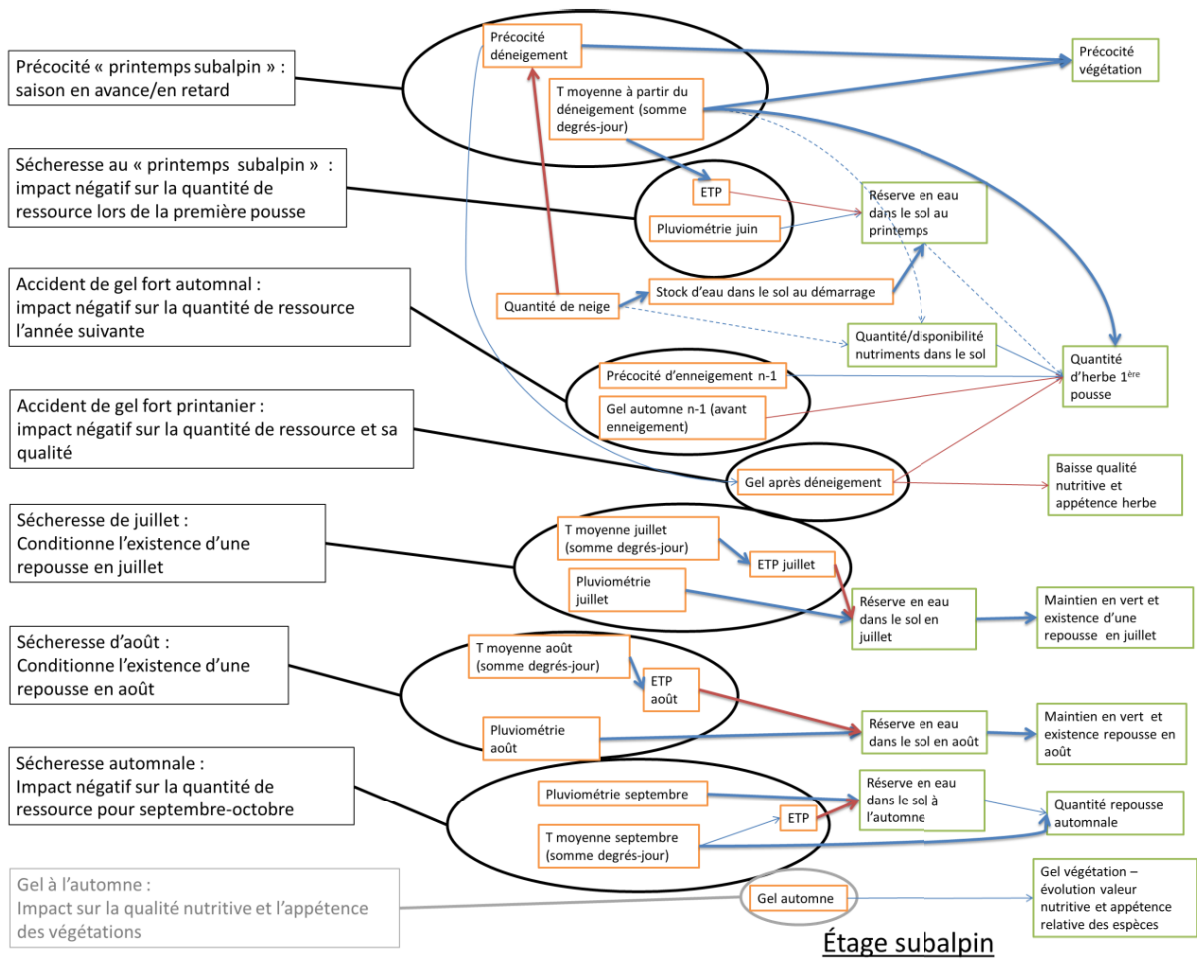 Précocité « printemps subalpin » :
saison en avance/en retard
Sécheresse au « printemps subalpin » :
impact négatif sur la quantité de
ressource lors de la première pousse
Accident de gel fort automnal :
impact négatif sur la quantité de ressource
l’année suivante
Accident de gel fort printanier :
impact négatif sur la quantité de ressource et sa
qualité
Sécheresse de juillet :
Conditionne l’existence d’une
repousse en juillet
Sécheresse d’août :
Conditionne l’existence d’une
repousse en août
Sécheresse automnale :
Impact négatif sur la quantité de
ressource pour septembre-octobre
Gel à l’automne :
Impact sur la qualité nutritive et l’appétence
des végétations
Précocité
déneigement
T moyenne à partir du
déneigement (somme
degrés-jour)
ETP
Pluviométrie juin
Quantité de neige
Stock d’eau dans le sol au démarrage
Précocité d’enneigement n-1
Gel automne n-1 (avant
enneigement)
Gel après déneigement
T moyenne juillet
(somme degrés-jour)
ETP juillet
Pluviométrie
juillet
T moyenne août
(somme degrés-jour)
ETP
août
Pluviométrie
août
Pluviométrie septembre
ETP
T moyenne septembre
(somme degrés-jour)
Gel automne
Précocité
végétation
Réserve en eau
dans le sol au
printemps
Quantité/disponibilité
nutriments dans le sol
Quantité
d’herbe 1ère
pousse
Baisse qualité
nutritive et
appétence herbe
Réserve en eau
dans le sol en
juillet
Maintien en vert et
existence d’une
repousse en juillet
Réserve en eau
dans le sol en août
Maintien en vert et
existence repousse en
août
Réserve en eau
dans le sol à
l’automne
Quantité repousse
automnale
Gel végétation –
évolution valeur
nutritive et appétence
relative des espèces
Étage subalpin